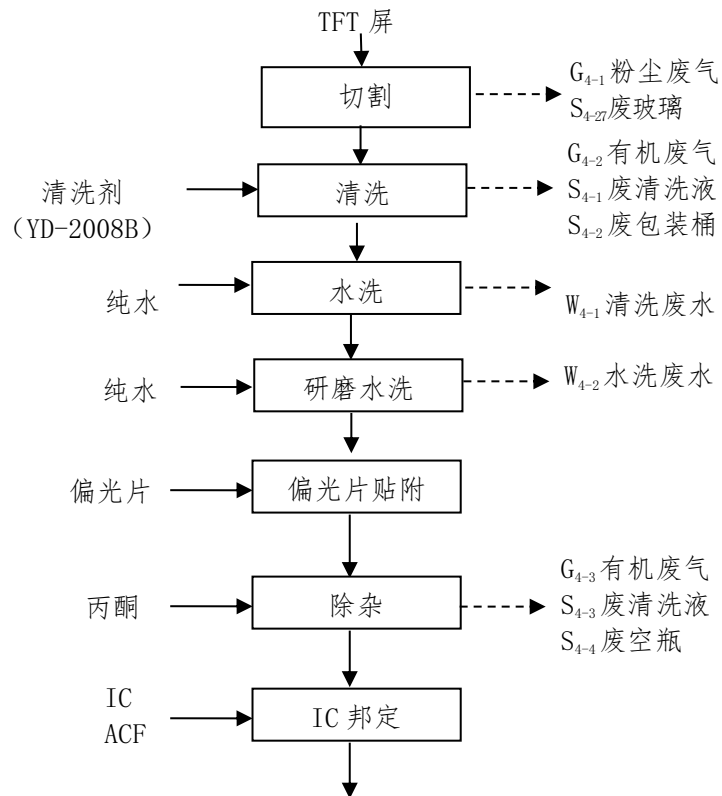 TFT 屏
切割
G4-1 粉尘废气
S4-27废玻璃
清洗剂
（YD-2008B）
清洗
G4-2 有机废气
S4-1 废清洗液
S4-2 废包装桶
纯水
水洗
W4-1 清洗废水
纯水
研磨水洗
W4-2 水洗废水
偏光片
偏光片贴附
丙酮
除杂
G4-3 有机废气
S4-3 废清洗液
S4-4 废空瓶
IC
ACF
IC 邦定